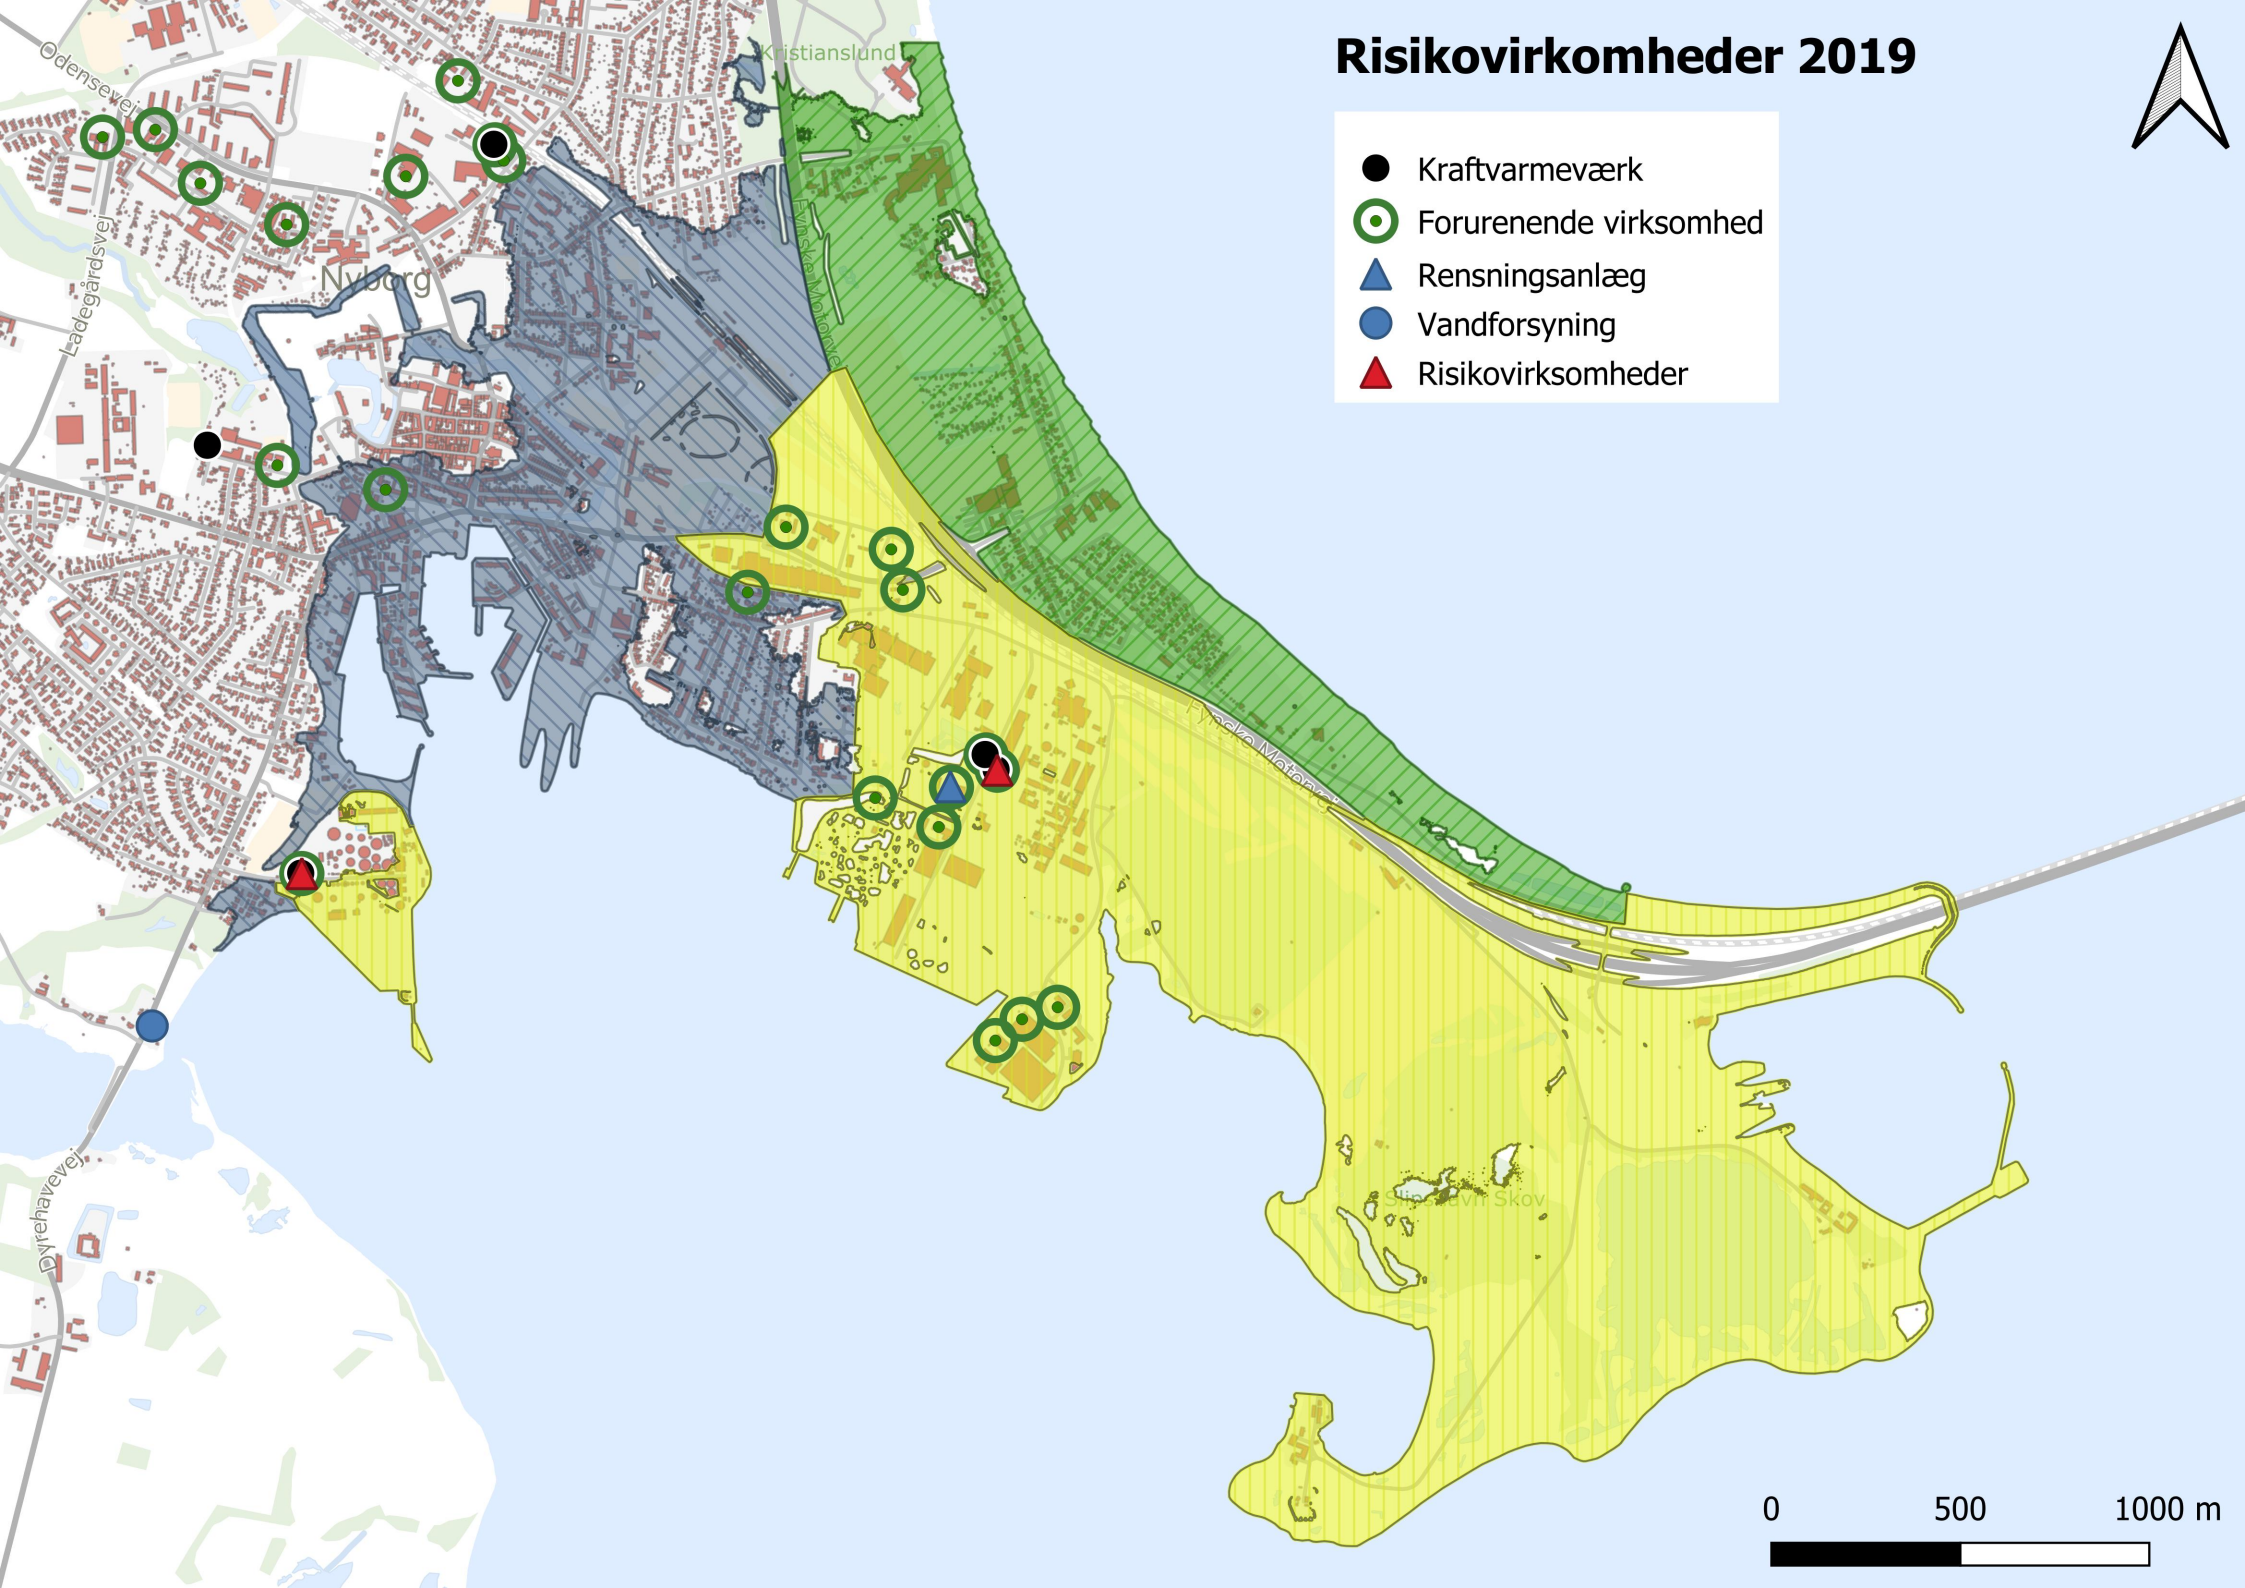 Risikovirkomheder 2019
Kraftvarmeværk
Forurenende virksomhed
Rensningsanlæg
Vandforsyning
Risikovirksomheder
Kristianslund
Odensevej
Ladegårdsvej
Nyborg
Fynske Motorvej
Fynske Motorvej
Slipshavn Skov
Dyrehavevej
0 500 1000 m